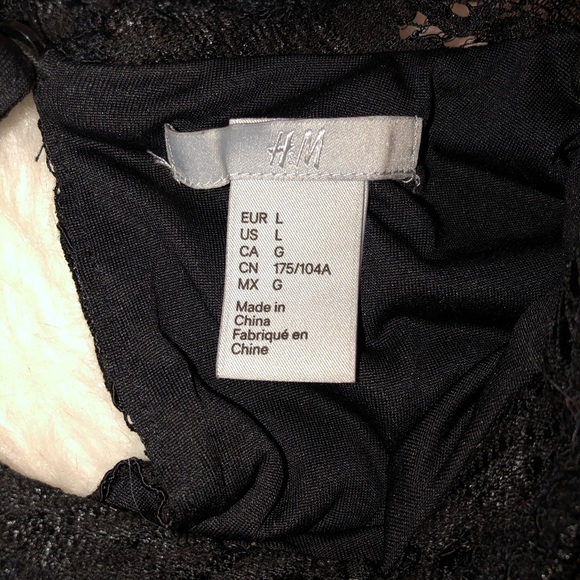 H&M
EUR L
US L
CA G
CN 175/104A
MX G
Made in
China
Fabriqué en
Chine